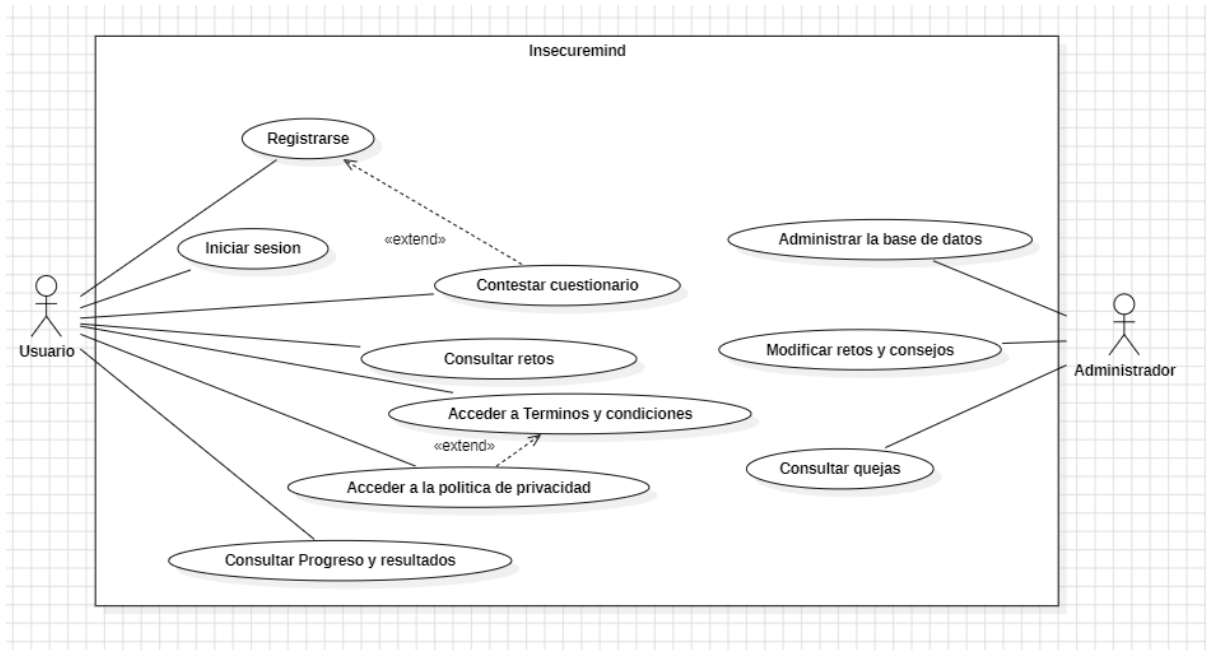 Insecuremind
Registrarse
Iniciar sesion
«extend»
Contestar cuestionario
Consultar retos
Acceder a Terminos y condiciones
«extend»
Acceder a la politica de privacidad
Consultar Progreso y resultados
Usuario
Administrar la base de datos
Modificar retos y consejos
Consultar quejas
Administrador